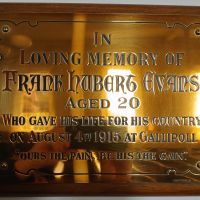 IN
LOVING MEMORY OF
FRANK HUBERT EVANS
AGED 20
WHO GAVE HIS LIFE FOR HIS COUNTRY
ON AUGUST 4TH 1915 AT GALLIPOLI
"OURS THE PAIN, BUT HIS THE GAIN."